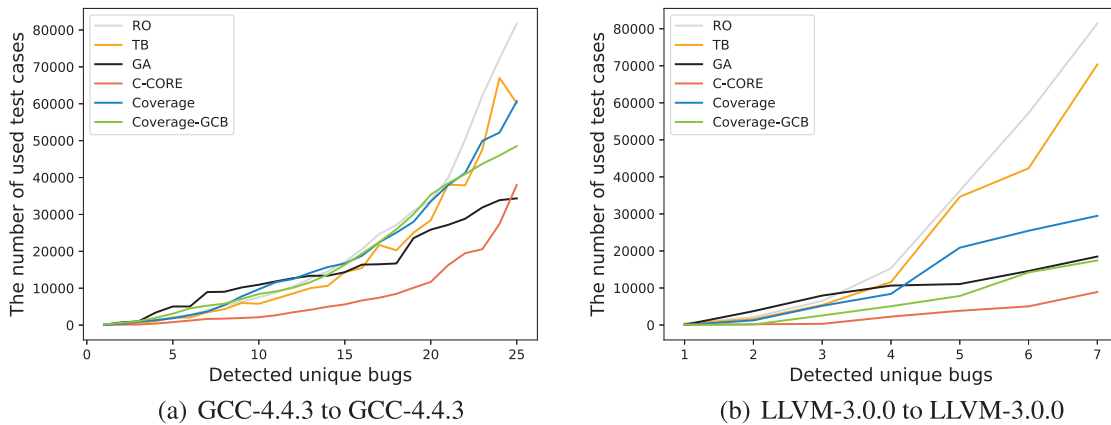 The number of used test cases
80000
70000
60000
50000
40000
30000
20000
10000
0
RO
TB
GA
C-CORE
Coverage
Coverage-GCB
0 5 10 15 20 25
Detected unique bugs
(a) GCC-4.4.3 to GCC-4.4.3
The number of used test cases
80000
70000
60000
50000
40000
30000
20000
10000
0
RO
TB
GA
C-CORE
Coverage
Coverage-GCB
1 2 3 4 5 6 7
Detected unique bugs
(b) LLVM-3.0.0 to LLVM-3.0.0